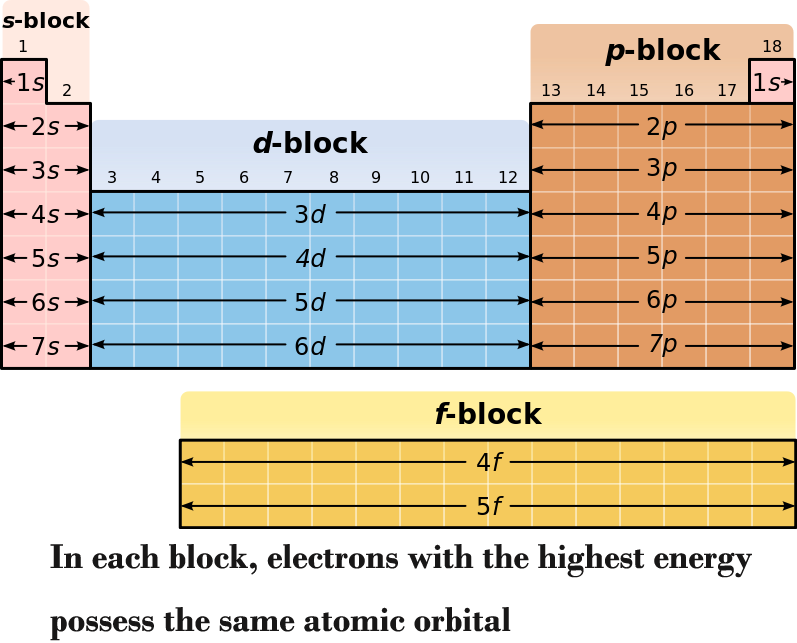 s-block
1
p-block
18
1s
2
13 14 15 16 17
1s
2s
2p
d-block
3s
3p
3 4 5 6 7 8 9 10 11 12
4s
3d
4p
5s
4d
5p
6s
5d
6p
7s
6d
7p
f-block
4f
5f
In each block, electrons with the highest energy
possess the same atomic orbital